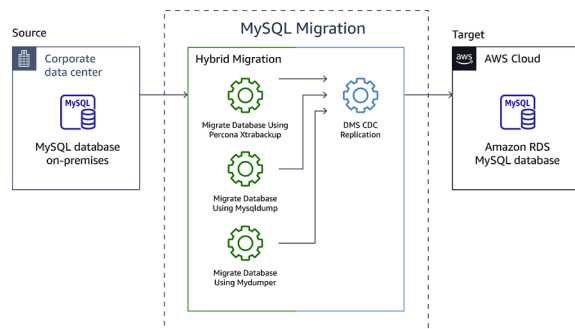 Source
Corporate
data center
MySQL
MySQL database
on-premises
MySQL Migration
Hybrid Migration
Migrate Database Using
Percona Xtrabackup
DMS CDC
Replication
Migrate Database
Using Mysqldump
Migrate Database
Using Mydumper
Target
aws
AWS Cloud
MySQL
Amazon RDS
MySQL database